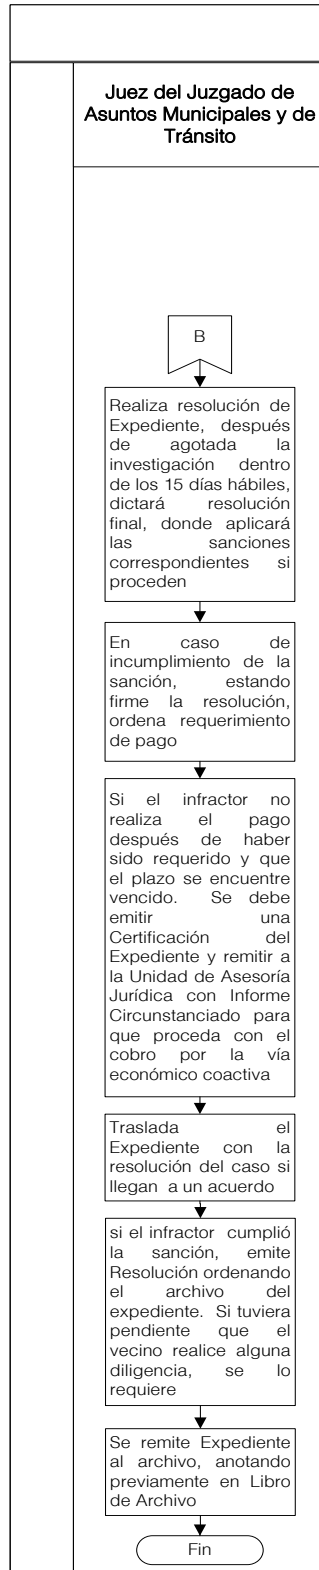 Juez del Juzgado de
Asuntos Municipales y de
Tránsito
B
Realiza resolución de
Expediente, después
de agotada la
investigación dentro
de los 15 días hábiles,
dictará resolución
final, donde aplicará
las sanciones
correspondientes si
proceden
En caso de
incumplimiento de la
sanción, estando
firme la resolución,
ordena requerimiento
de pago
Si el infractor no
realiza el pago
después de haber
sido requerido y que
el plazo se encuentre
vencido. Se debe
emitir una
Certificación del
Expediente y remitir a
la Unidad de Asesoría
Jurídica con Informe
Circunstanciado para
que proceda con el
cobro por la vía
económico coactiva
Traslada el
Expediente con la
resolución del caso si
llegan a un acuerdo
si el infractor cumplió
la sanción, emite
Resolución ordenando
el archivo del
expediente. Si tuviera
pendiente que el
vecino realice alguna
diligencia, se lo
requiere
Se remite Expediente
al archivo, anotando
previamente en Libro
de Archivo
Fin